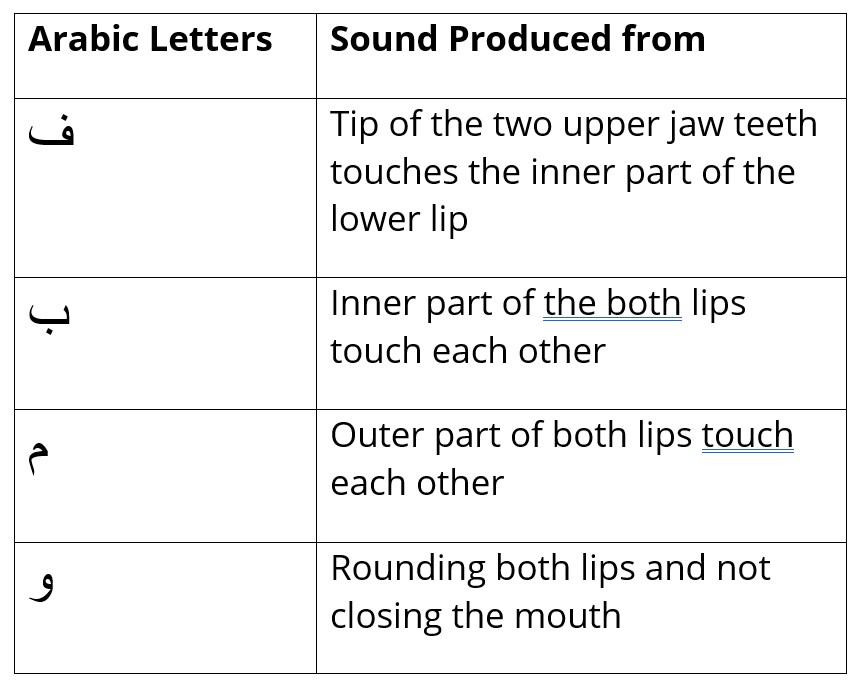 Arabic Letters
Sound Produced from
ف
Tip of the two upper jaw teeth
touches the inner part of the
lower lip
ب
Inner part of the both lips
touch each other
م
Outer part of both lips touch
each other
و
Rounding both lips and not
closing the mouth